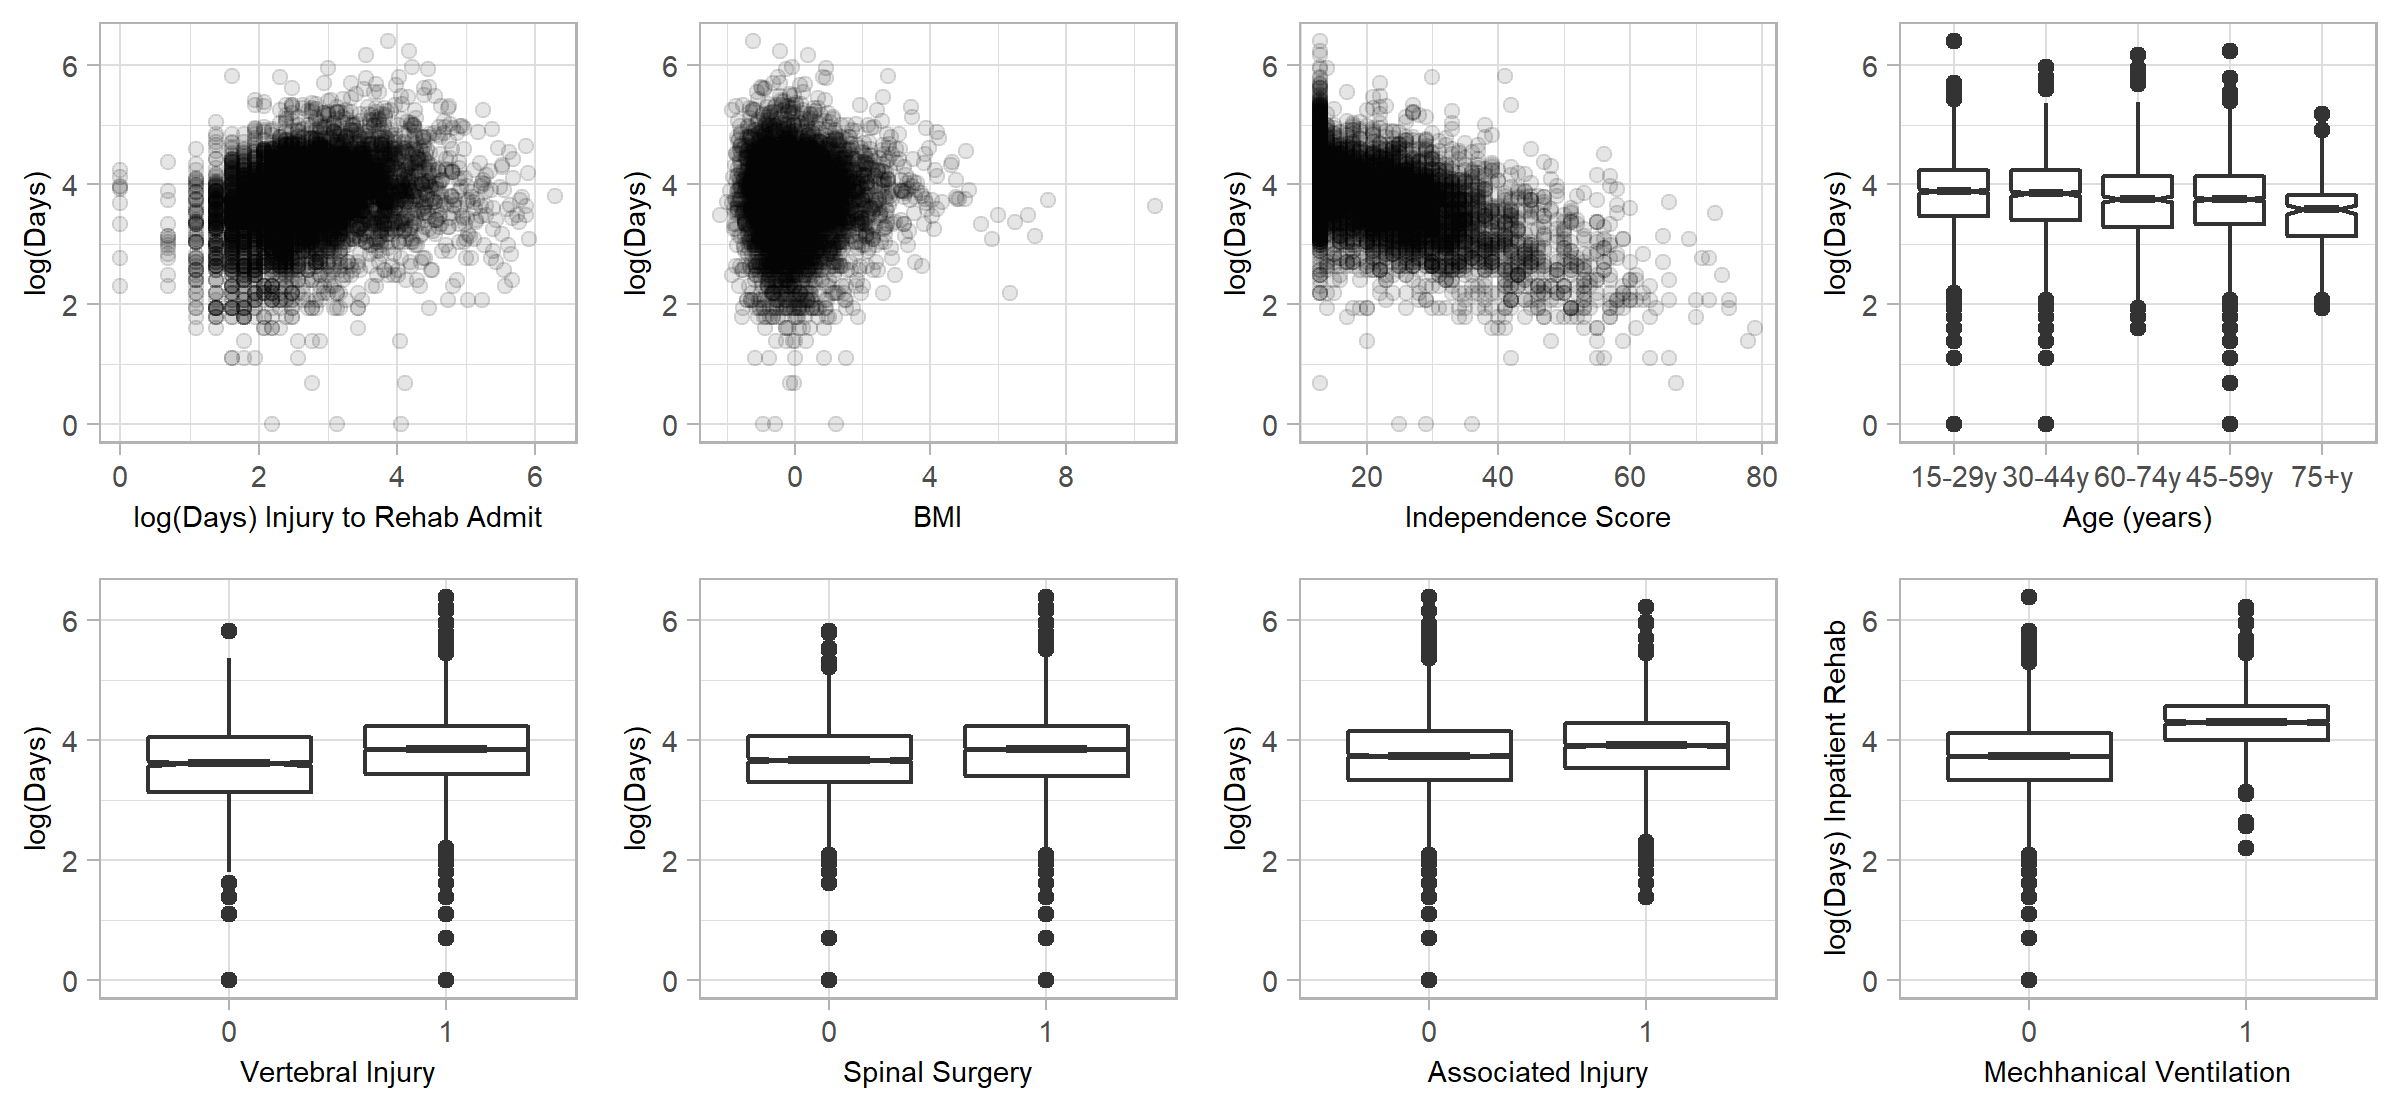 log(Days)
6
4
2
0
0 2 4 6
log(Days) Injury to Rehab Admit
log(Days)
6
4
2
0
0 4 8
BMI
log(Days)
6
4
2
0
20 40 60 80
Independence Score
log(Days)
6
4
2
0
15-29y 30-44y 60-74y 45-59y 75+y
Age (years)
log(Days)
6
4
2
0
0 1
Vertebral Injury
log(Days)
6
4
2
0
0 1
Spinal Surgery
log(Days)
6
4
2
0
0 1
Associated Injury
log(Days) Inpatient Rehab
6
4
2
0
0 1
Mechhanical Ventilation